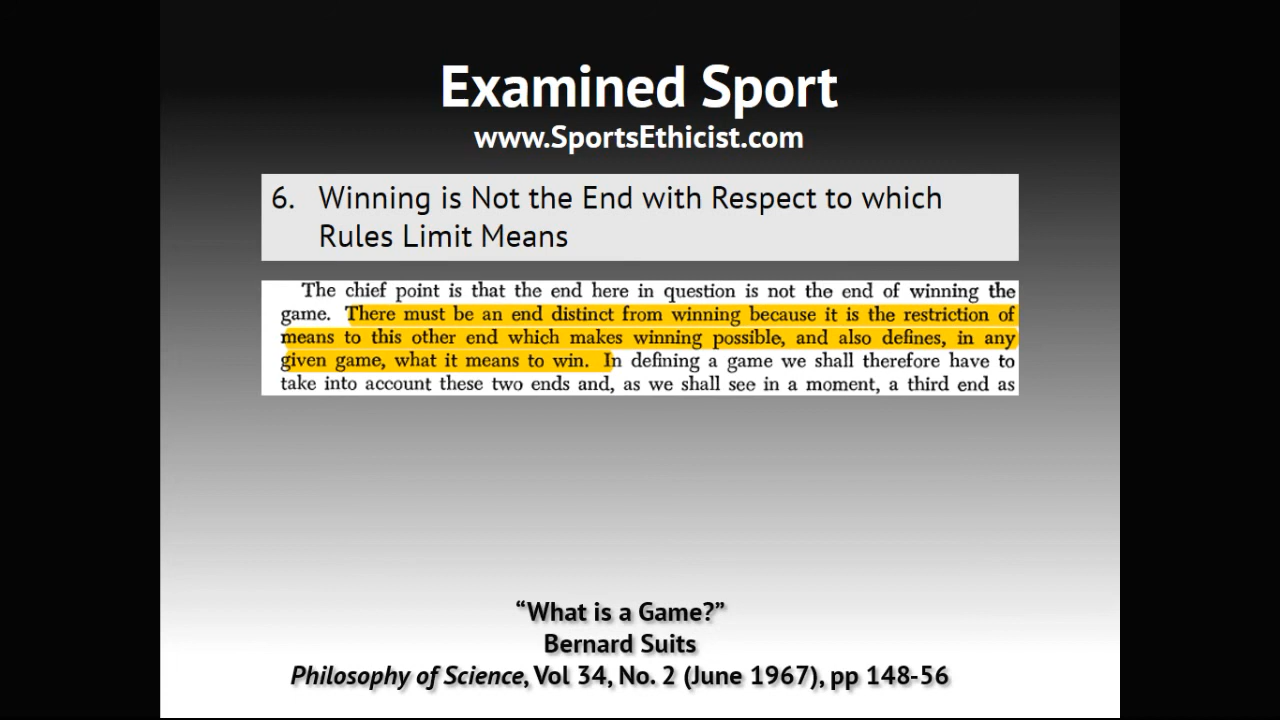 Examined Sport
www.SportsEthicist.com
6. Winning is Not the End with Respect to which
Rules Limit Means
The chief point is that the end here in question is not the end of winning the
game. There must be an end distinct from winning because it is the restriction of
means to this other end which makes winning possible, and also defines, in any
given game, what it means to win. In defining a game we shall therefore have to
take into account these two ends and, as we shall see in a moment, a third end as
“What is a Game?”
Bernard Suits
Philosophy of Science, Vol 34, No. 2 (June 1967), pp 148-56